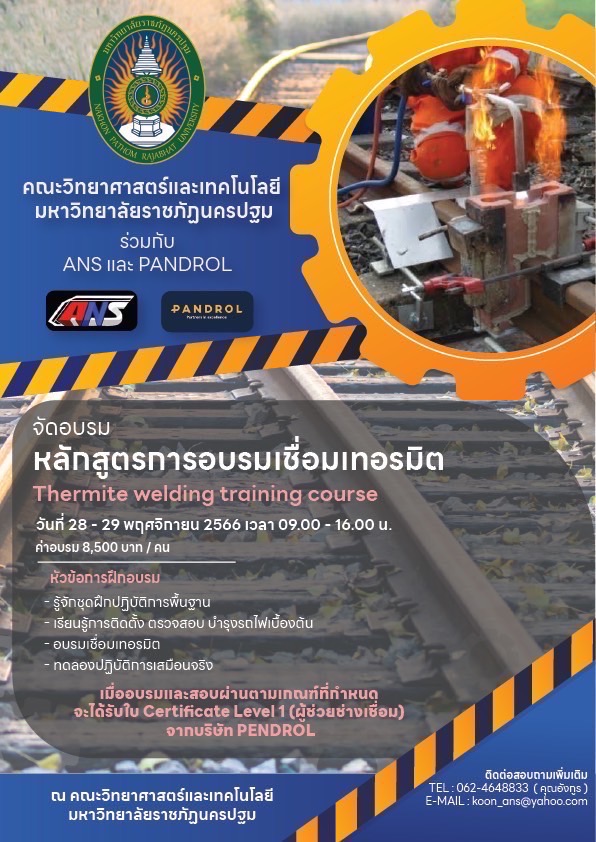 มหาวิทยาลัยราชภัฏนครปฐม
NAKHON PATHOM RAJABHAT UNIVERSITY
คณะวิทยาศาสตร์และเทคโนโลยี
มหาวิทยาลัยราชภัฏนครปฐม
ร่วมกับ
ANS และ PANDROL
ANS
PANDROL
Partners in excellence
จัดอบรม
หลักสูตรการอบรมเชื่อมเทอรมิต
Thermite welding training course
วันที่ 28 - 29 พฤศจิกายน 2566 เวลา 09.00 - 16.00 น.
ค่าอบรม 8,500 บาท / คน
หัวข้อการฝึกอบรม
- รู้จักชุดฝึกปฏิบัติการพื้นฐาน
- เรียนรู้การติดตั้ง ตรวจสอบ บำรุงรถไฟเบื้องต้น
- อบรมเชื่อมเทอรมิต
- ทดลองปฏิบัติการเสมือนจริง
เมื่ออบรมและสอบผ่านตามเกณฑ์ที่กำหนด
จะได้รับใบ Certificate Level 1 (ผู้ช่วยช่างเชื่อม)
จากบริษัท PENDROL
ณ คณะวิทยาศาสตร์และเทคโนโลยี
มหาวิทยาลัยราชภัฏนครปฐม
ติดต่อสอบถามเพิ่มเติม
TEL : 062-4648833 ( คุณอังกูร )
E-MAIL : koon_ans@yahoo.com